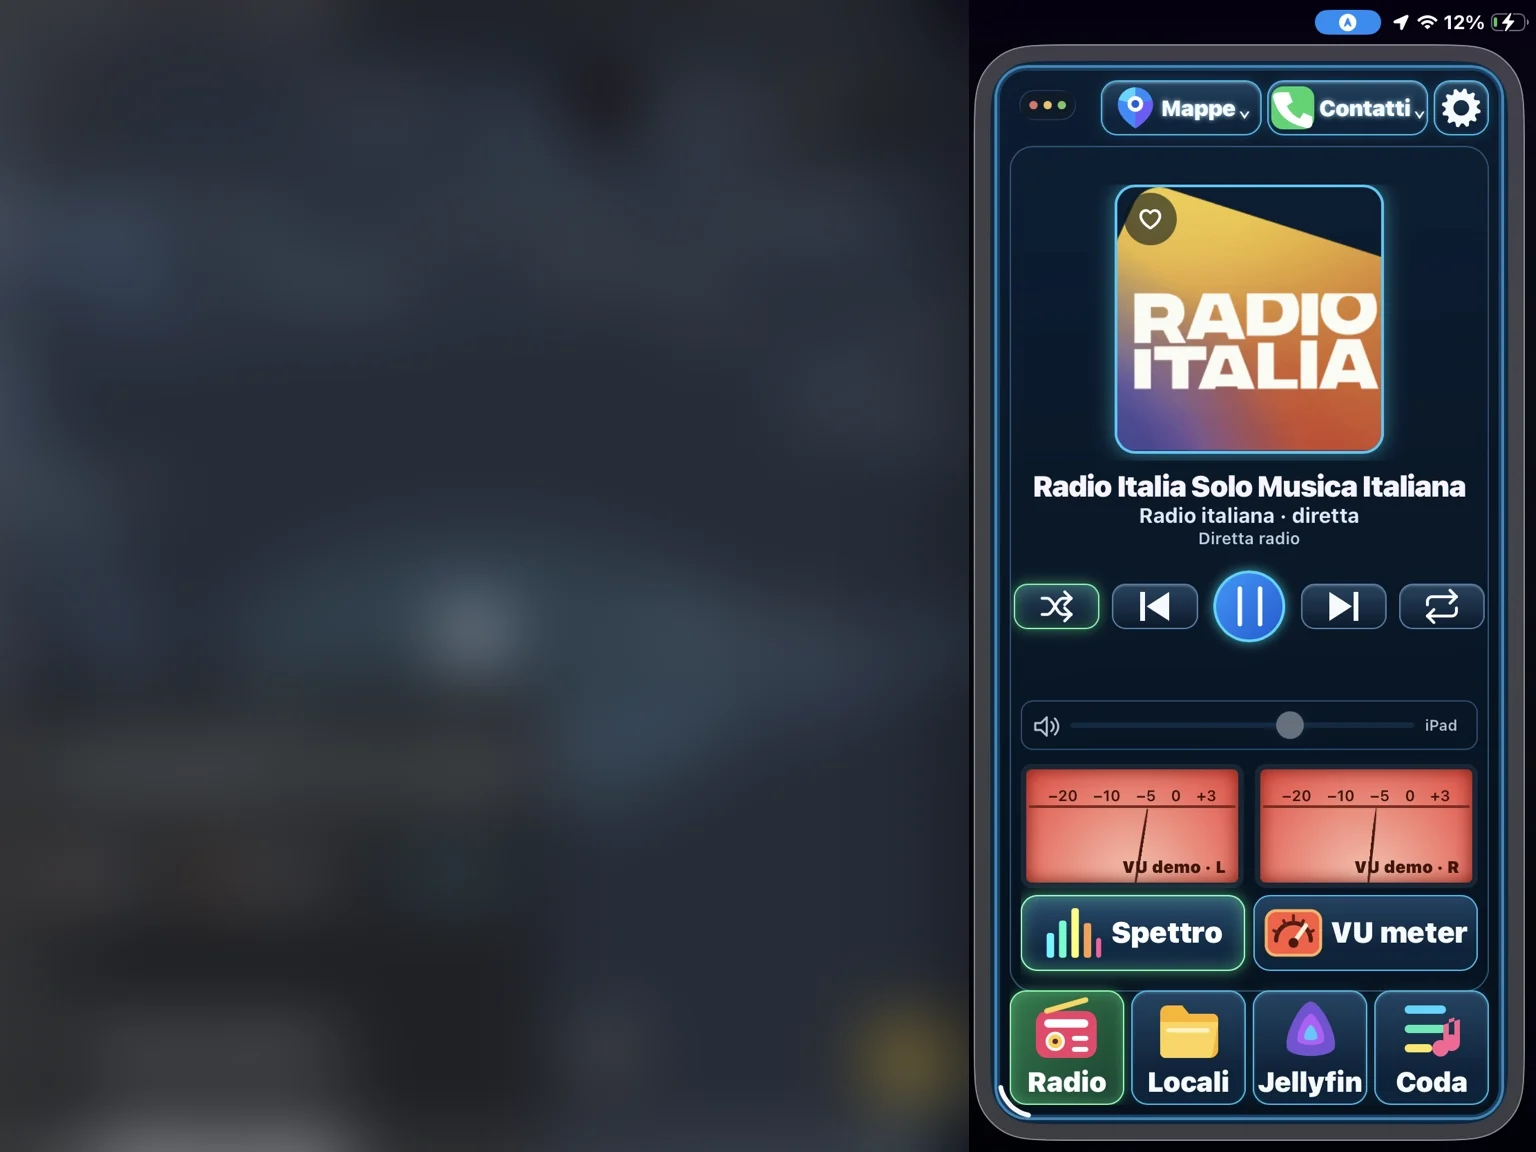 12%
Mappe
Contatti
RADIO
ITALIA
Radio Italia Solo Musica Italiana
Radio italiana · diretta
Diretta radio
iPad
−20 −10 −5 0 +3
VU demo · L
−20 −10 −5 0 +3
VU demo · R
Spettro
VU meter
Radio
Locali
Jellyfin
Coda